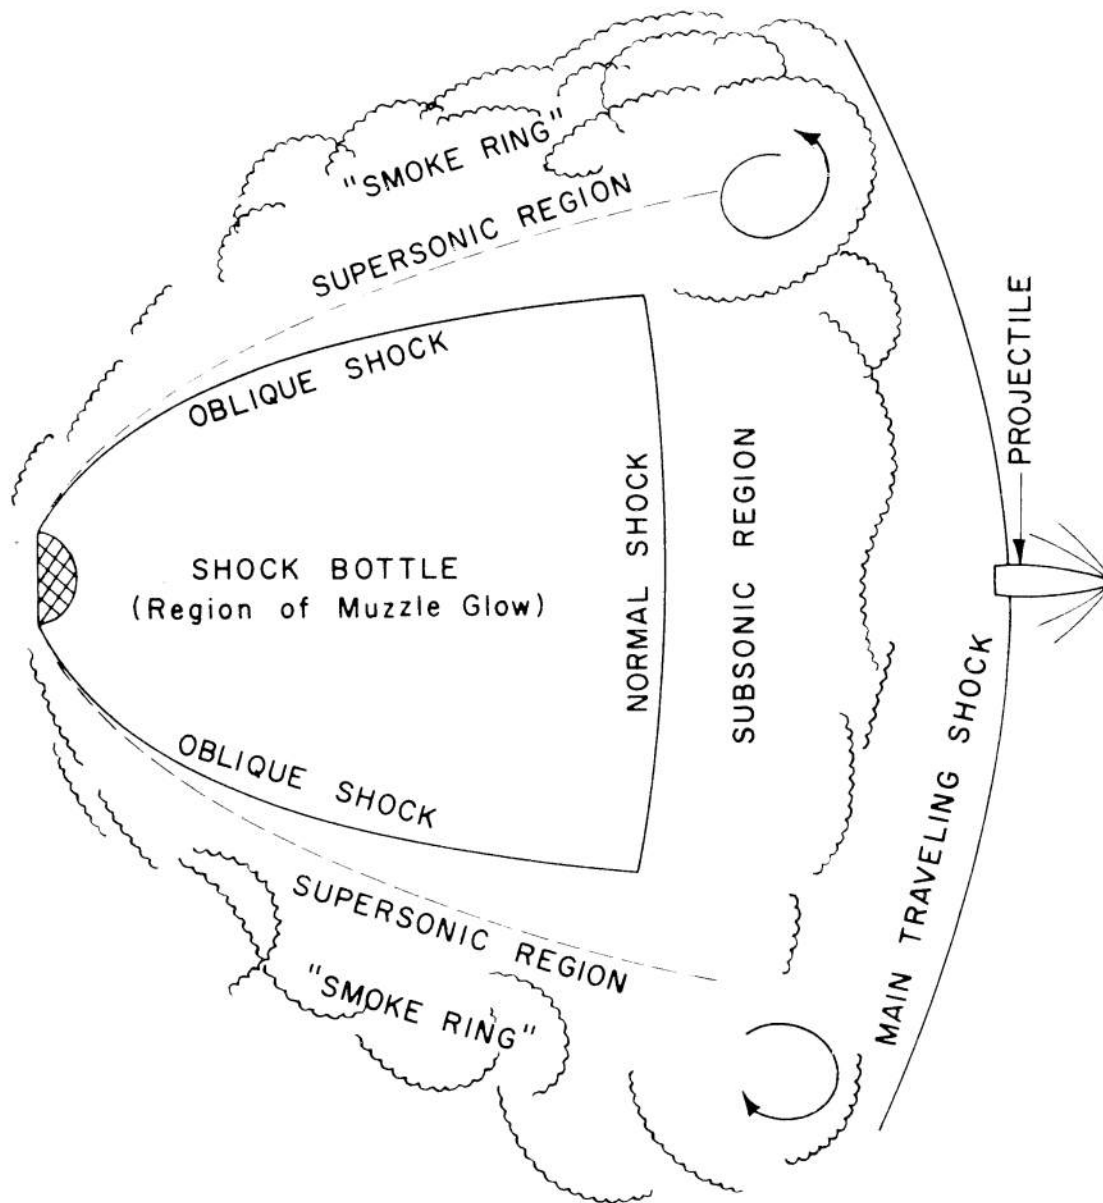 "SMOKE RING"
SUPERSONIC REGION
OBLIQUE SHOCK
PROJECTILE
SHOCK BOTTLE
(Region of Muzzle Glow)
NORMAL SHOCK
SUBSONIC REGION
MAIN TRAVELING SHOCK
OBLIQUE SHOCK
SUPERSONIC REGION
"SMOKE RING"